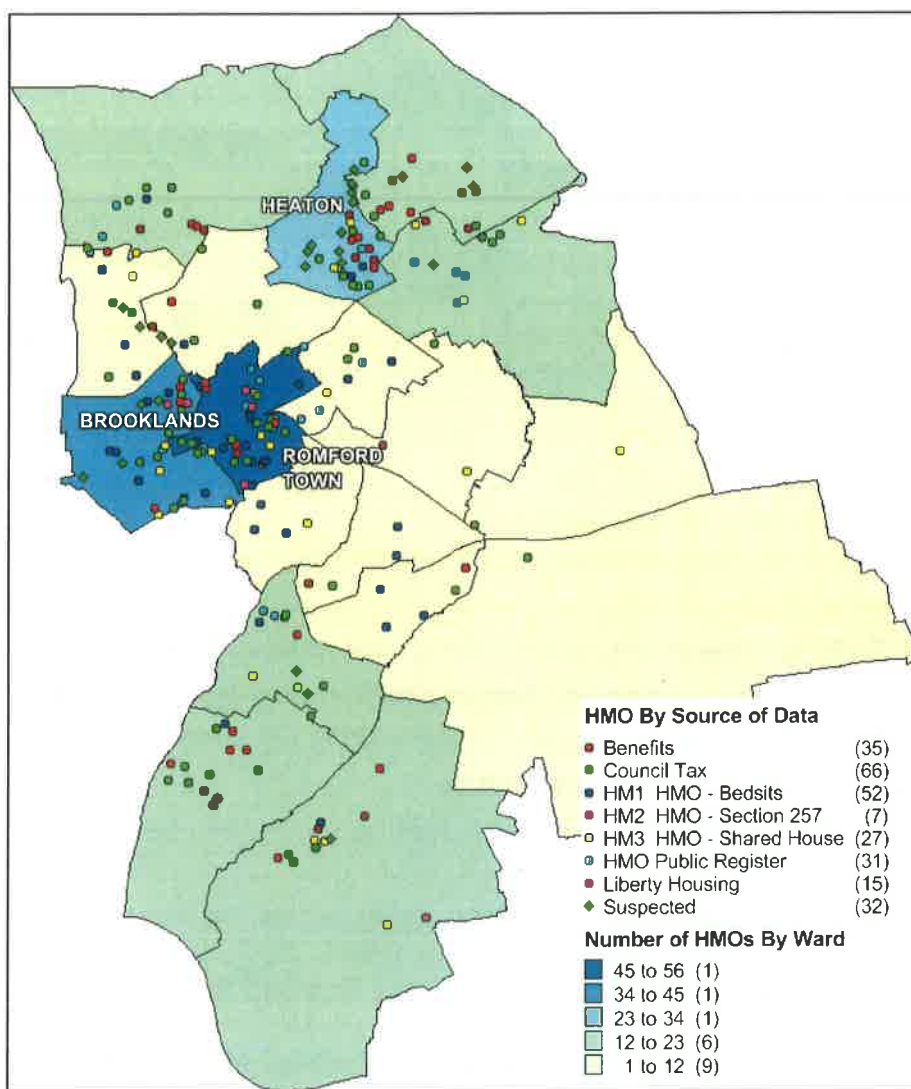 HEATON
BROOKLANDS
ROMFORD
TOWN
HMO By Source of Data
Benefits (35)
Council Tax (66)
HM1 HMO - Bedsits (52)
HM2 HMO - Section 257 (7)
HM3 HMO - Shared House (27)
HMO Public Register (31)
Liberty Housing (15)
Suspected (32)
Number of HMOs By Ward
45 to 56 (1)
34 to 45 (1)
23 to 34 (1)
12 to 23 (6)
1 to 12 (9)